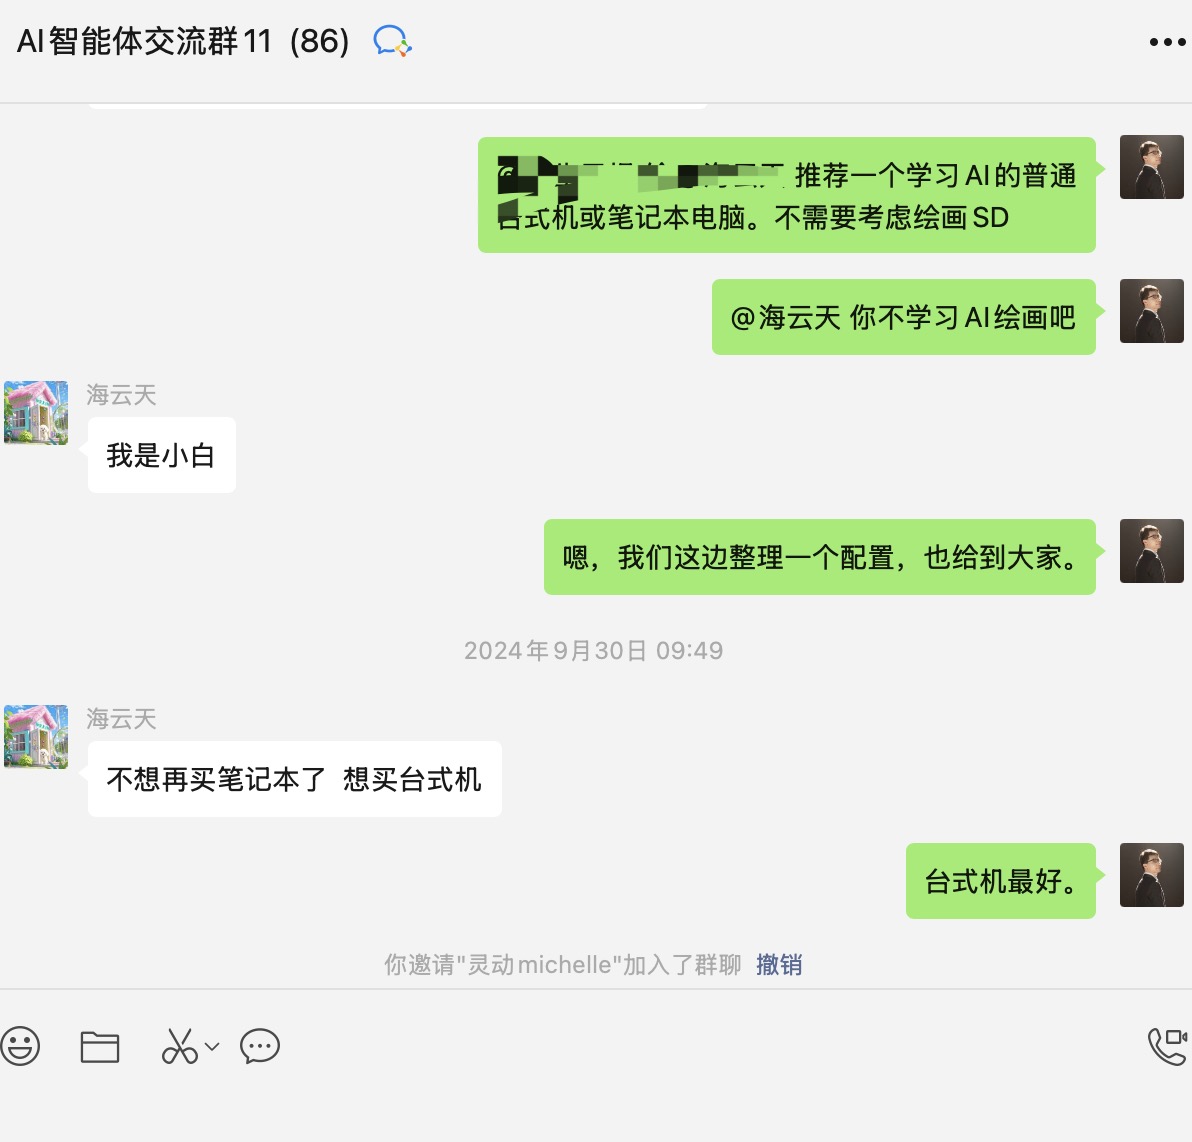 AI智能体交流群11 (86)
推荐一个学习AI的普通
台式机或笔记本电脑。不需要考虑绘画SD
@海云天 你不学习AI绘画吧
海云天
我是小白
嗯，我们这边整理一个配置，也给到大家。
2024年9月30日 09:49
海云天
不想再买笔记本了 想买台式机
台式机最好。
你邀请"灵动michelle"加入了群聊 撤销